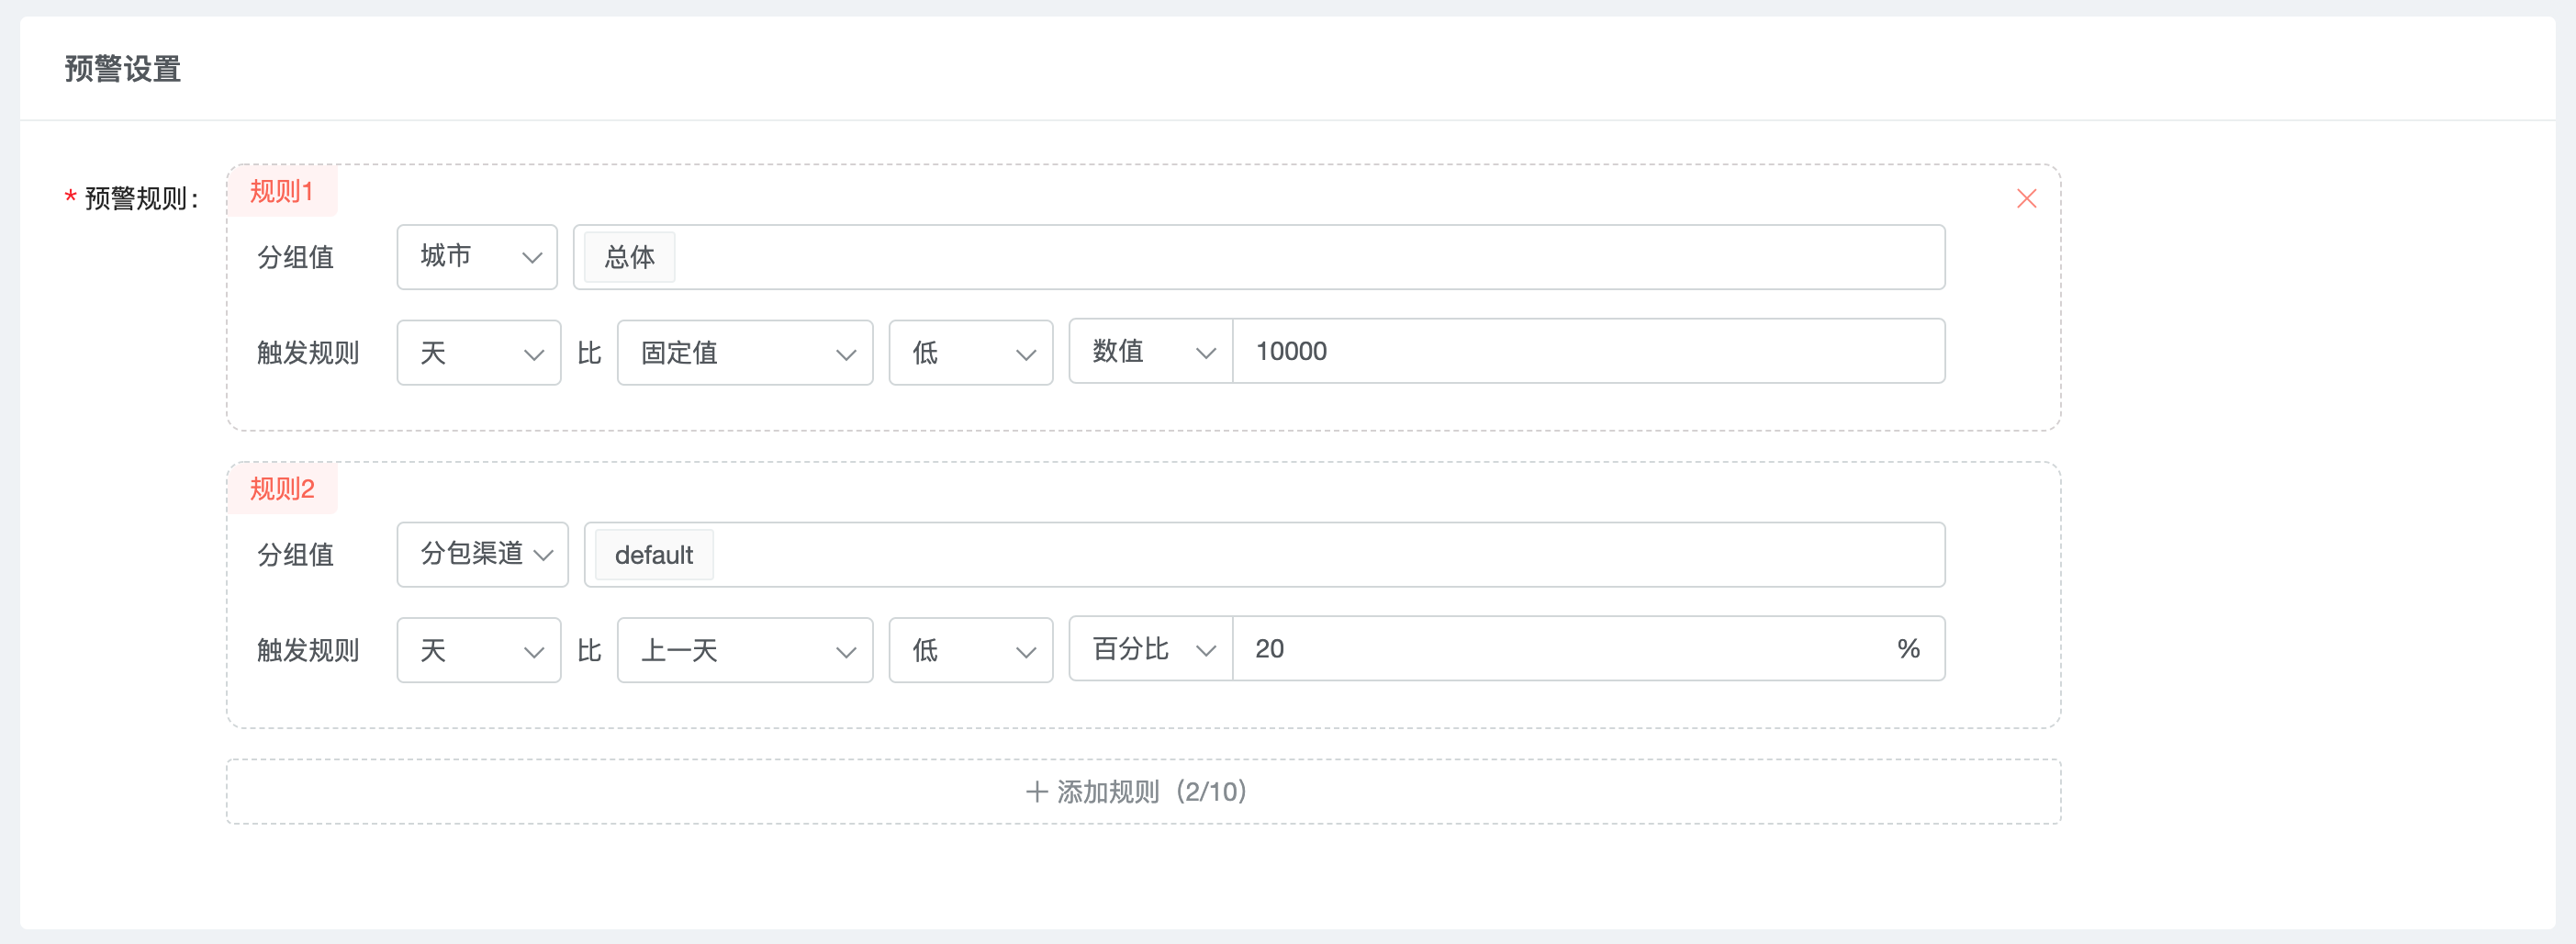 预警设置
* 预警规则：
规则1
分组值 城市 总体
触发规则 天 比 固定值 低 数值 10000
规则2
分组值 分包渠道 default
触发规则 天 比 上一天 低 百分比 20 %
+ 添加规则（2/10）